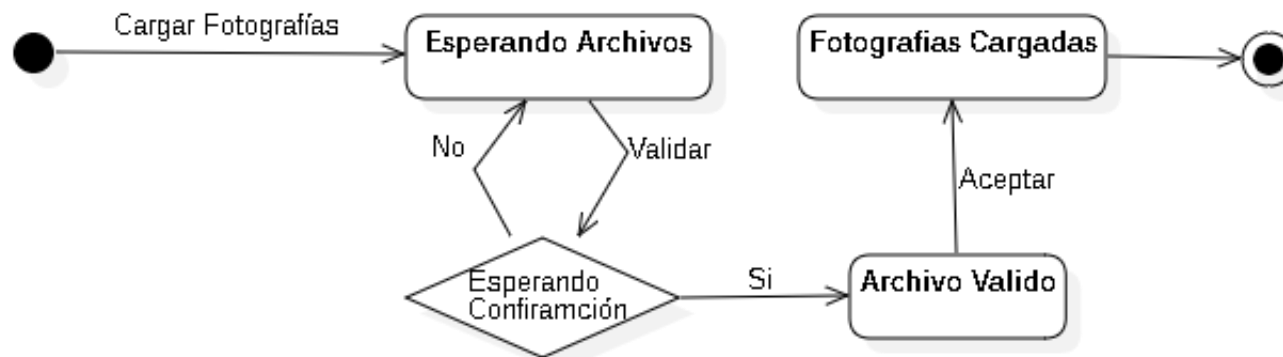 Cargar Fotografías
Esperando Archivos
Fotografias Cargadas
No
Validar
Aceptar
Esperando
Confiramción
Si
Archivo Valido